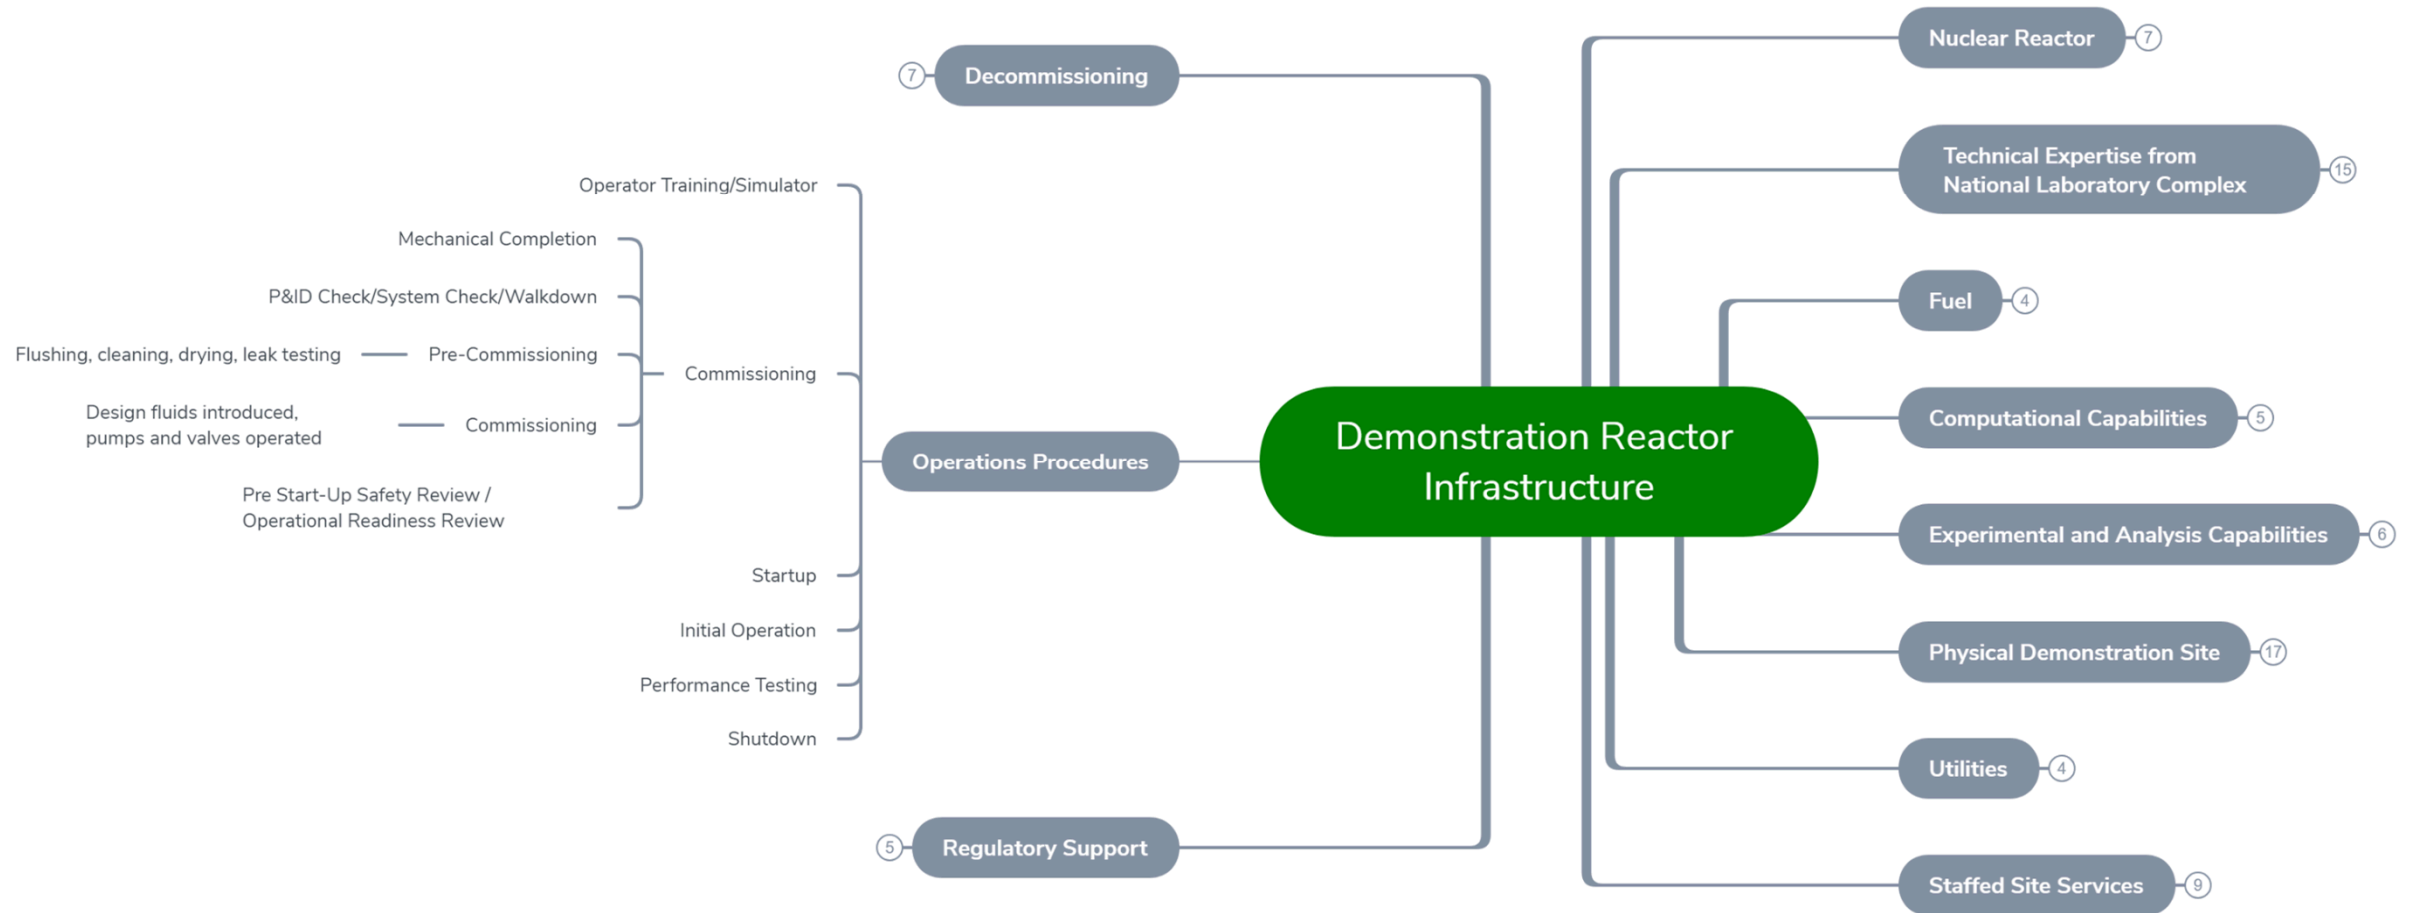 Decommissioning
7
Operator Training/Simulator
Mechanical Completion
P&ID Check/System Check/Walkdown
Flushing, cleaning, drying, leak testing
Pre-Commissioning
Commissioning
Design fluids introduced,
pumps and valves operated
Commissioning
Pre Start-Up Safety Review /
Operational Readiness Review
Operations Procedures
Startup
Initial Operation
Performance Testing
Shutdown
5
Regulatory Support
Demonstration Reactor
Infrastructure
Nuclear Reactor
7
Technical Expertise from
National Laboratory Complex
15
Fuel
4
Computational Capabilities
5
Experimental and Analysis Capabilities
6
Physical Demonstration Site
17
Utilities
4
Staffed Site Services
9